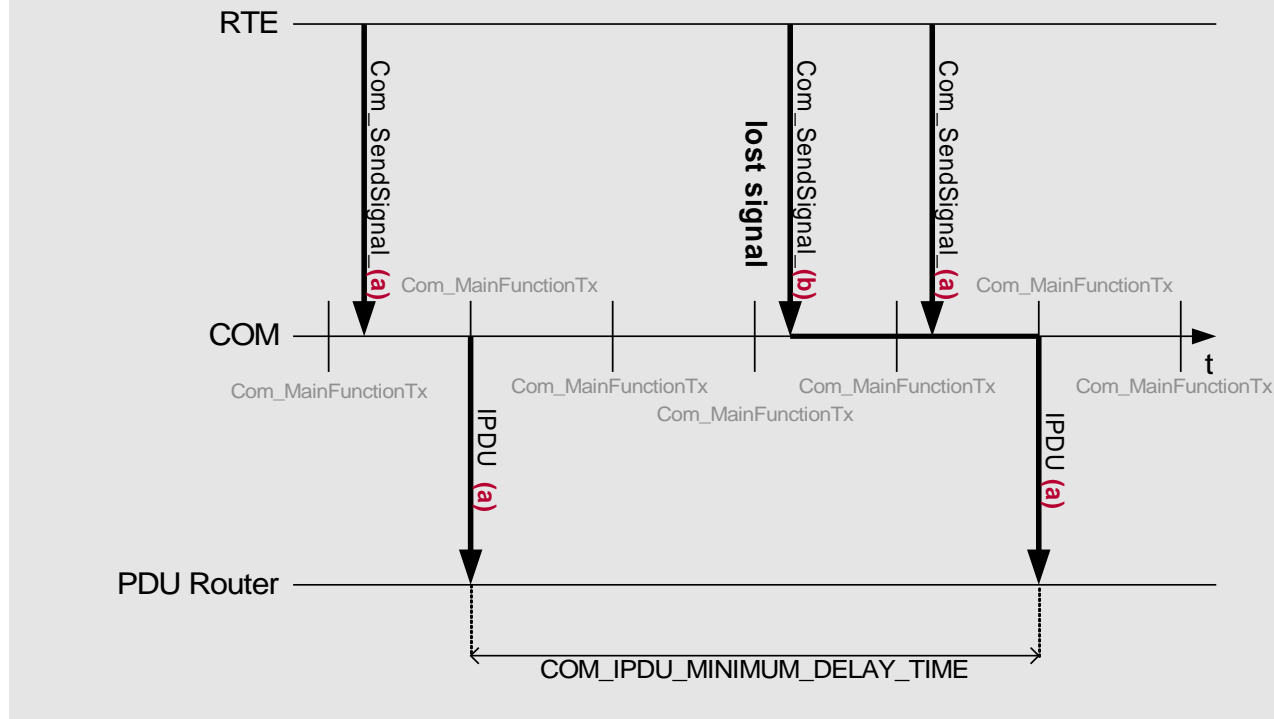 RTE
Com_SendSignal_(a)
lost signal
Com_SendSignal_(b)
Com_SendSignal_(a)
Com_MainFunctionTx
Com_MainFunctionTx
COM
t
Com_MainFunctionTx
Com_MainFunctionTx
Com_MainFunctionTx
Com_MainFunctionTx
Com_MainFunctionTx
IPDU (a)
IPDU (a)
PDU Router
COM_IPDU_MINIMUM_DELAY_TIME